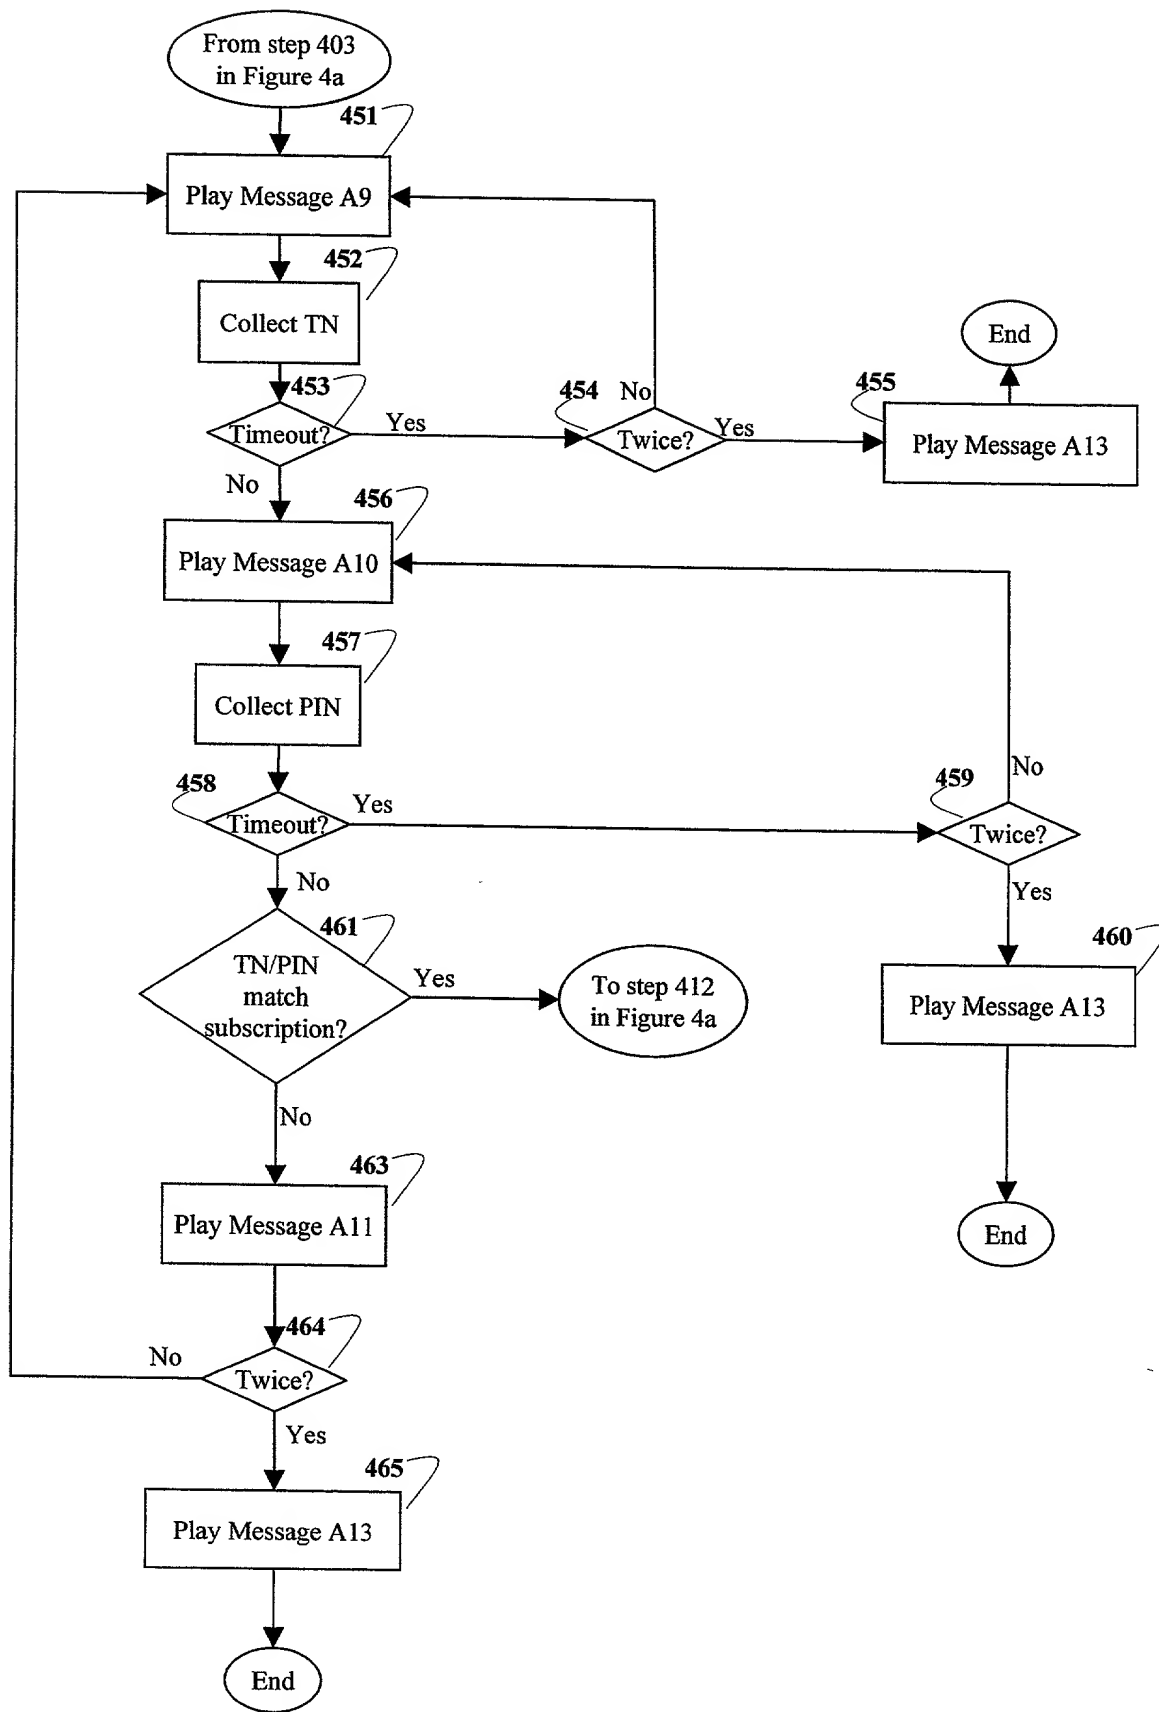 From step 403
in Figure 4a
451
Play Message A9
452
Collect TN
End
453
Timeout?
Yes
454
No
Twice?
Yes
455
Play Message A13
No
456
Play Message A10
457
Collect PIN
458
Timeout?
Yes
459
No
Twice?
No
Yes
461
TN/PIN
match
subscription?
Yes
To step 412
in Figure 4a
460
Play Message A13
No
463
Play Message A11
End
464
No
Twice?
Yes
465
Play Message A13
End